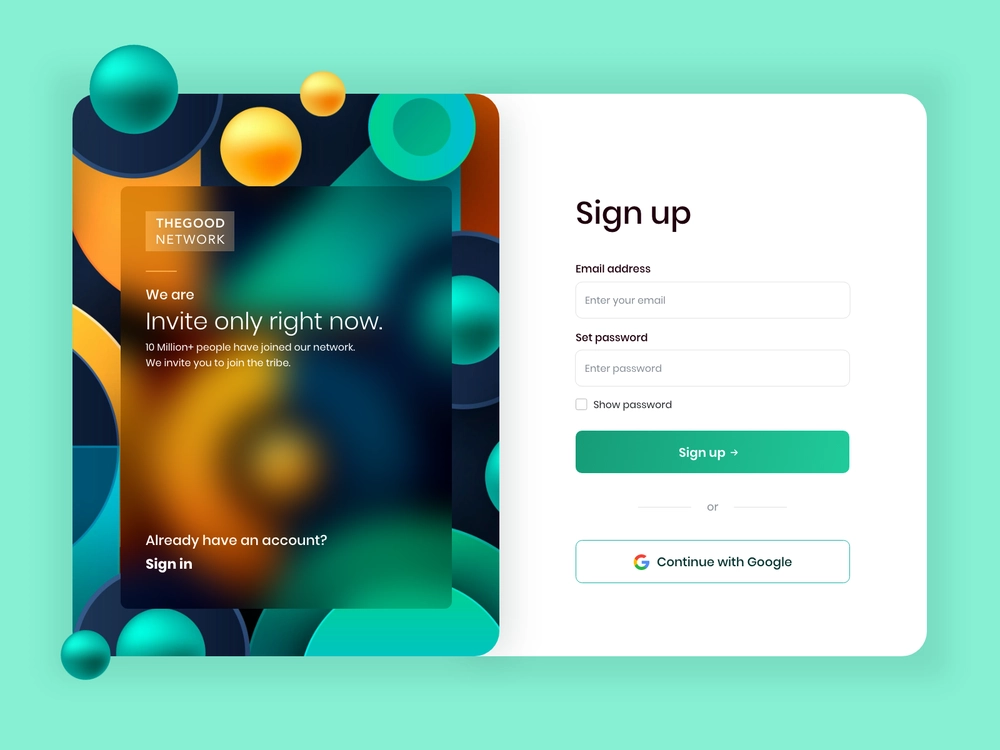 THEGOOD
NETWORK
We are
Invite only right now.
10 Million+ people have joined our network.
We invite you to join the tribe.
Already have an account?
Sign in
Sign up
Email address
Enter your email
Set password
Enter password
Show password
Sign up →
or
Continue with Google